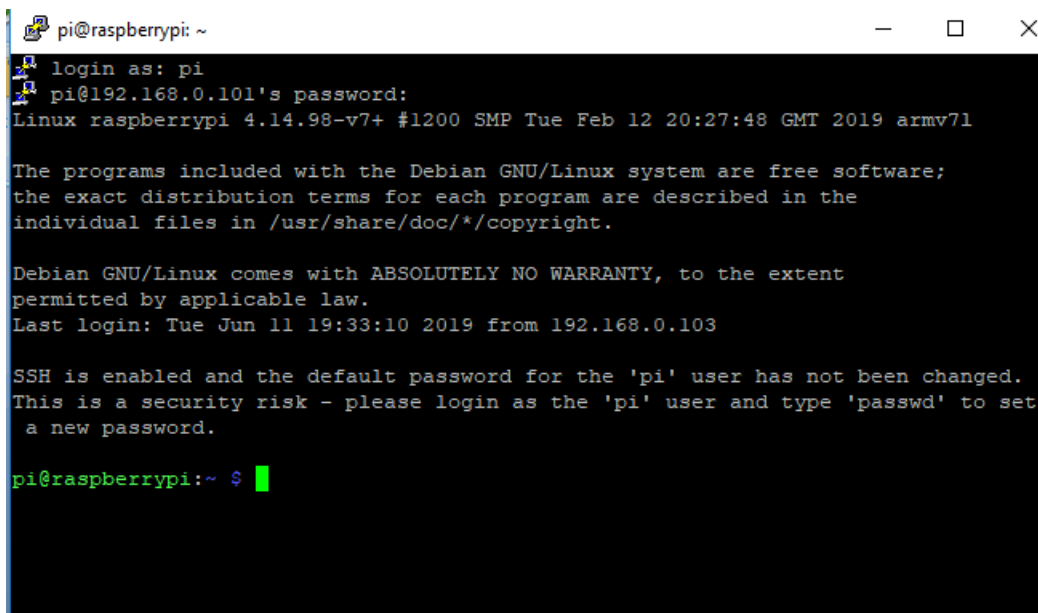 pi@raspberrypi: ~
login as: pi
pi@192.168.0.101's password:
Linux raspberrypi 4.14.98-v7+ #1200 SMP Tue Feb 12 20:27:48 GMT 2019 armv7l
The programs included with the Debian GNU/Linux system are free software;
the exact distribution terms for each program are described in the
individual files in /usr/share/doc/*/copyright.
Debian GNU/Linux comes with ABSOLUTELY NO WARRANTY, to the extent
permitted by applicable law.
Last login: Tue Jun 11 19:33:10 2019 from 192.168.0.103
SSH is enabled and the default password for the 'pi' user has not been changed.
This is a security risk - please login as the 'pi' user and type 'passwd' to set
a new password.
pi@raspberrypi:~ $